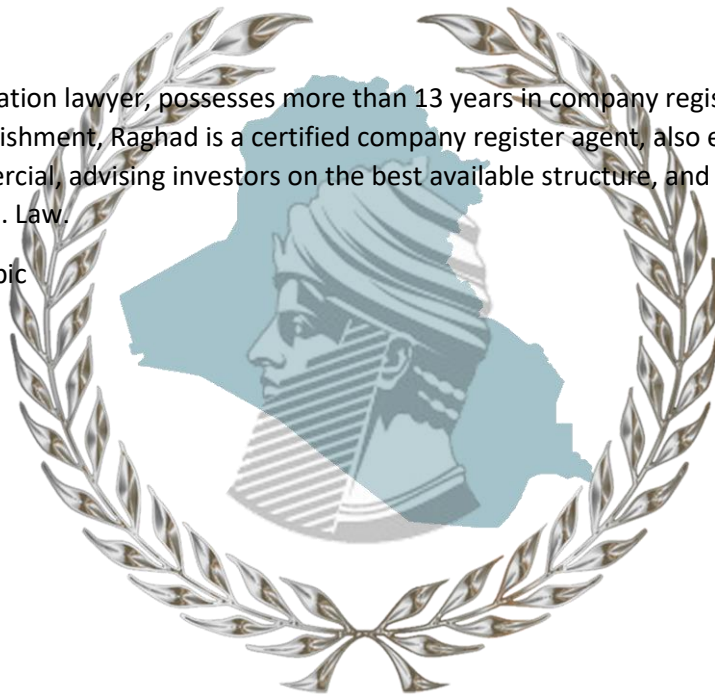 ation lawyer, possesses more than 13 years in company regis
ishment, Raghad is a certified company register agent, also e
ercial, advising investors on the best available structure, and
. Law.
bic